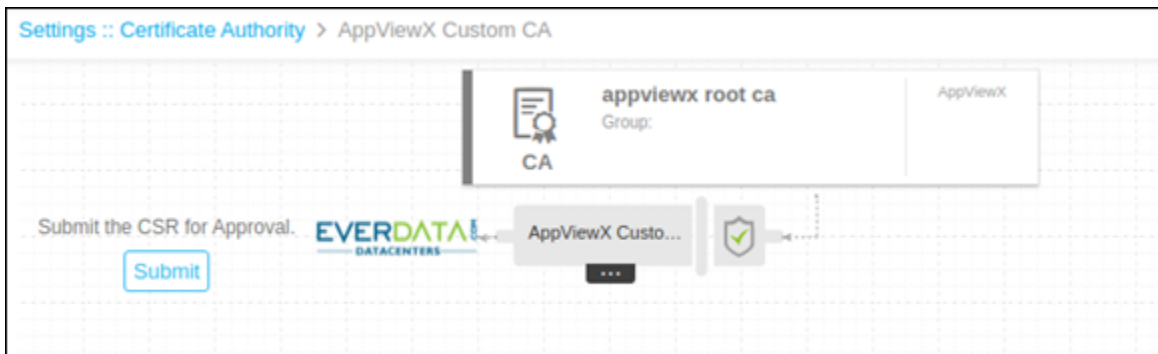 Settings :: Certificate Authority > AppViewX Custom CA
appviewx root ca
AppViewX
Group:
CA
Submit the CSR for Approval.
EVERDATA.COM
DATACENTERS
AppViewX Custo...
Submit